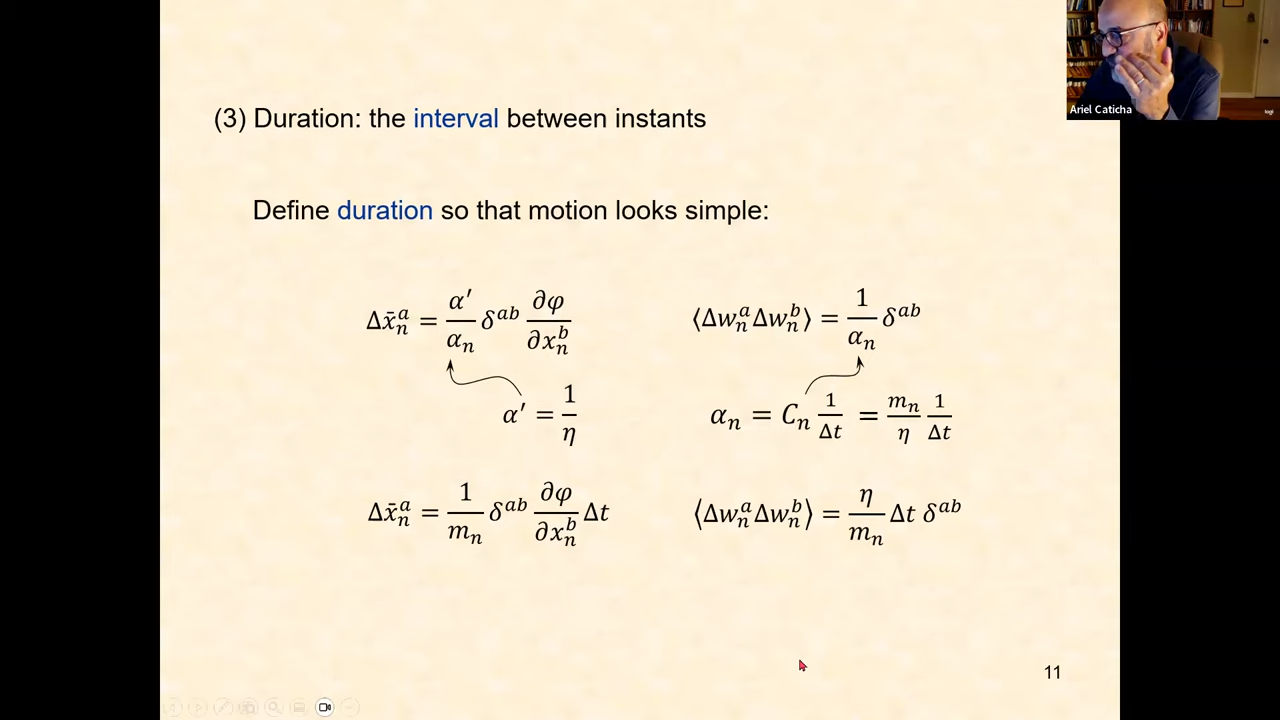 Ariel Caticha
(3) Duration: the interval between instants
Define duration so that motion looks simple:
Δx̄ₙᵃ = α′/αₙ δᵃᵇ ∂φ/∂xₙᵇ
⟨Δwₙᵃ Δwₙᵇ⟩ = 1/αₙ δᵃᵇ
α′ = 1/η
αₙ = Cₙ 1/Δt = mₙ/η 1/Δt
Δx̄ₙᵃ = 1/mₙ δᵃᵇ ∂φ/∂xₙᵇ Δt
⟨Δwₙᵃ Δwₙᵇ⟩ = η/mₙ Δt δᵃᵇ
11